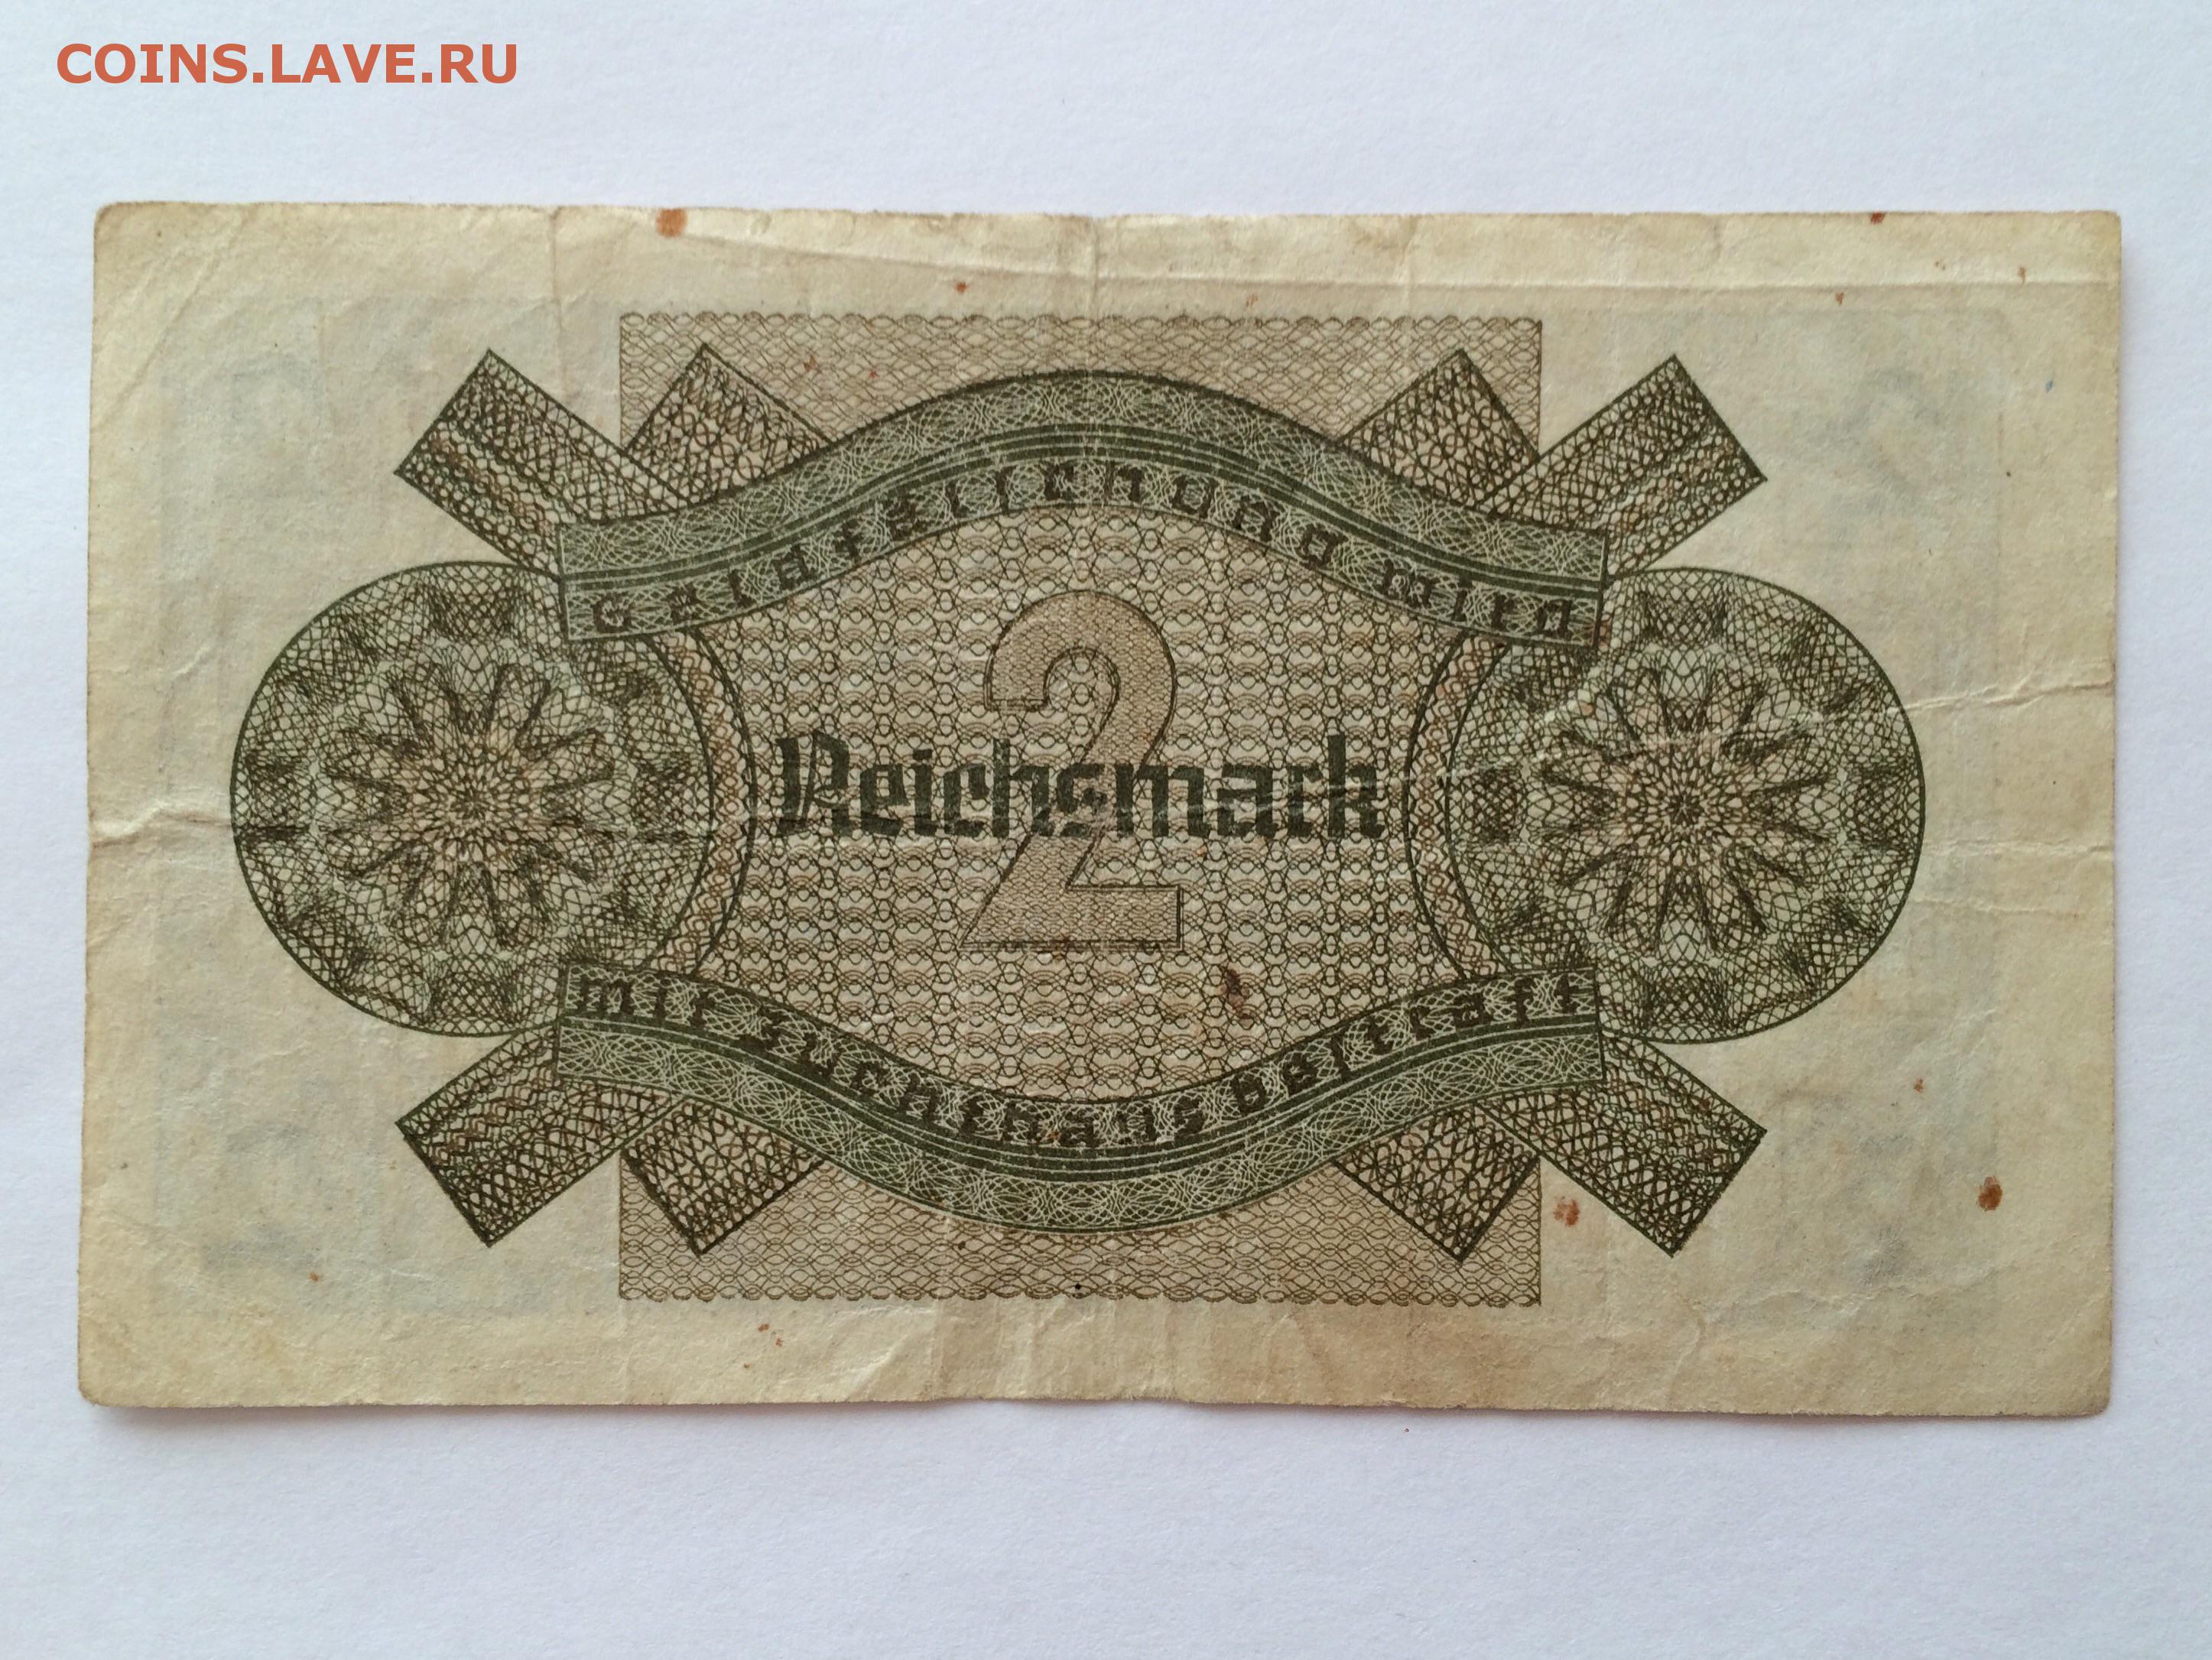 COINS.LAVE.RU
Geldfälschung wird
2
Reichsmark
mit Zuchthaus bestraft